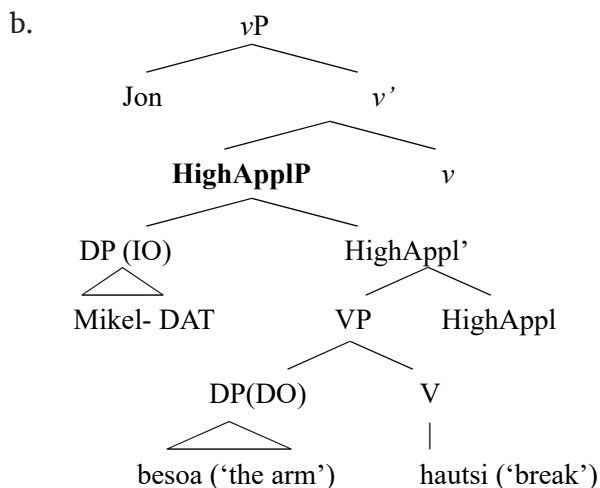 b. vP
Jon v’
HighApplP v
DP (IO) HighAppl’
Mikel- DAT VP HighAppl
DP(DO) V
besoa (‘the arm’) hautsi (‘break’)